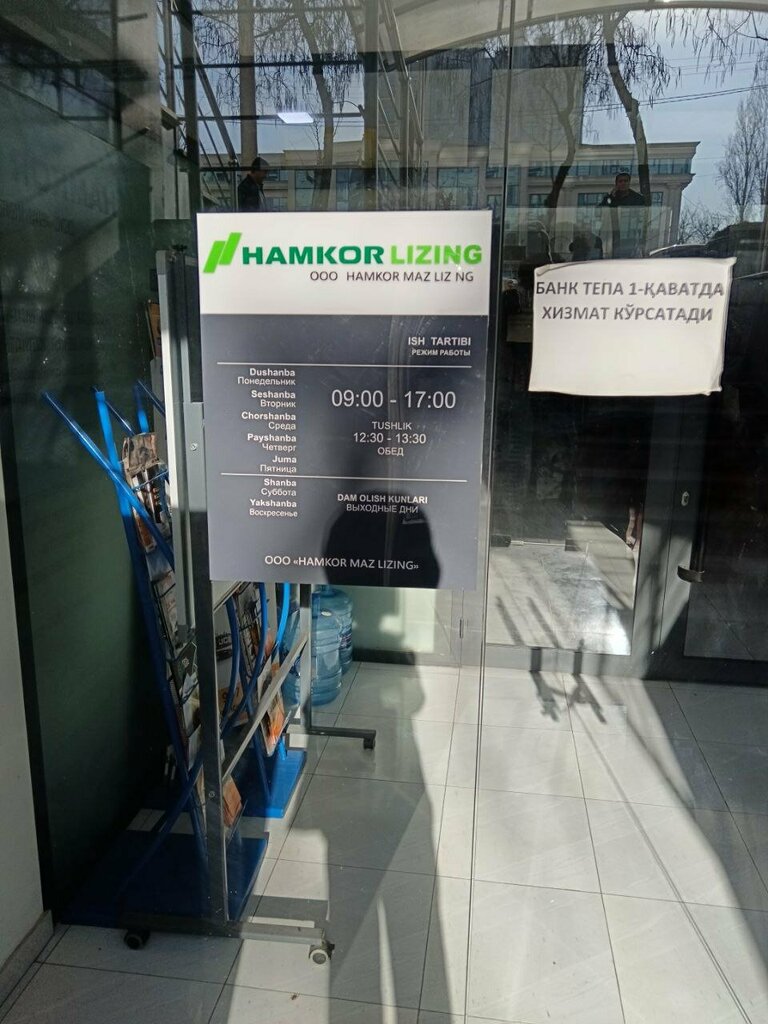 HAMKOR LIZING
ООО HAMKOR MAZ LIZ NG
ISH TARTIBI
РЕЖИМ РАБОТЫ
Dushanba
Понедельник
Seshanba
Вторник
Chorshanba
Среда
Payshanba
Четверг
Juma
Пятница
09:00 - 17:00
TUSHLIK
12:30 - 13:30
ОБЕД
Shanba
Суббота
Yakshanba
Воскресенье
DAM OLISH KUNLARI
ВЫХОДНЫЕ ДНИ
ООО «HAMKOR MAZ LIZING»
БАНК ТЕПА 1-ҚАВАТДА
ХИЗМАТ КЎРСАТАДИ